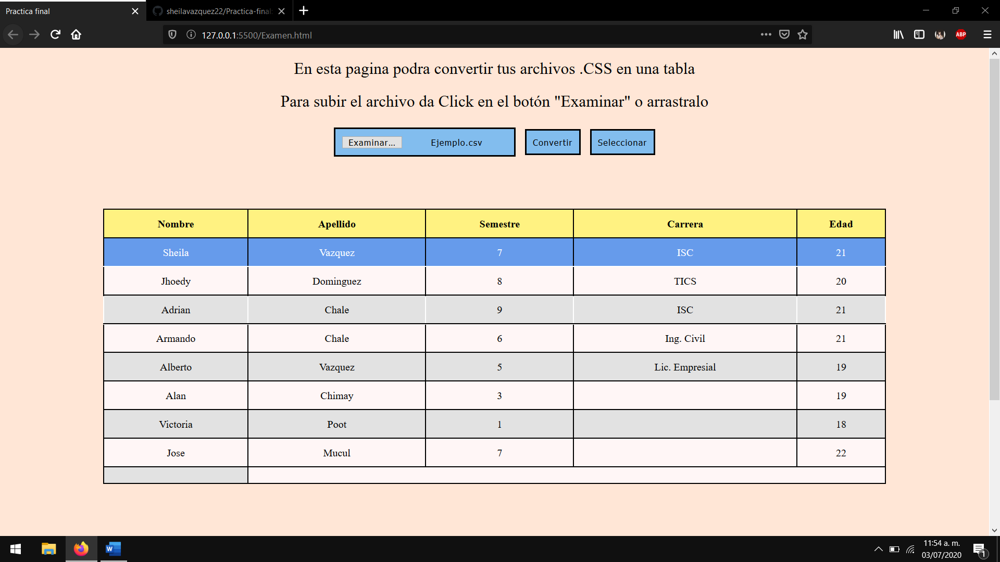 Practica final
sheilavazquez22/Practica-final:
127.0.0.1:5500/Examen.html
ABP
En esta pagina podra convertir tus archivos .CSS en una tabla
Para subir el archivo da Click en el botón "Examinar" o arrastralo
Examinar... Ejemplo.csv Convertir Seleccionar
Nombre Apellido Semestre Carrera Edad
Sheila Vazquez 7 ISC 21
Jhoedy Dominguez 8 TICS 20
Adrian Chale 9 ISC 21
Armando Chale 6 Ing. Civil 21
Alberto Vazquez 5 Lic. Empresial 19
Alan Chimay 3 19
Victoria Poot 1 18
Jose Mucul 7 22
W
11:54 a. m.
03/07/2020
1